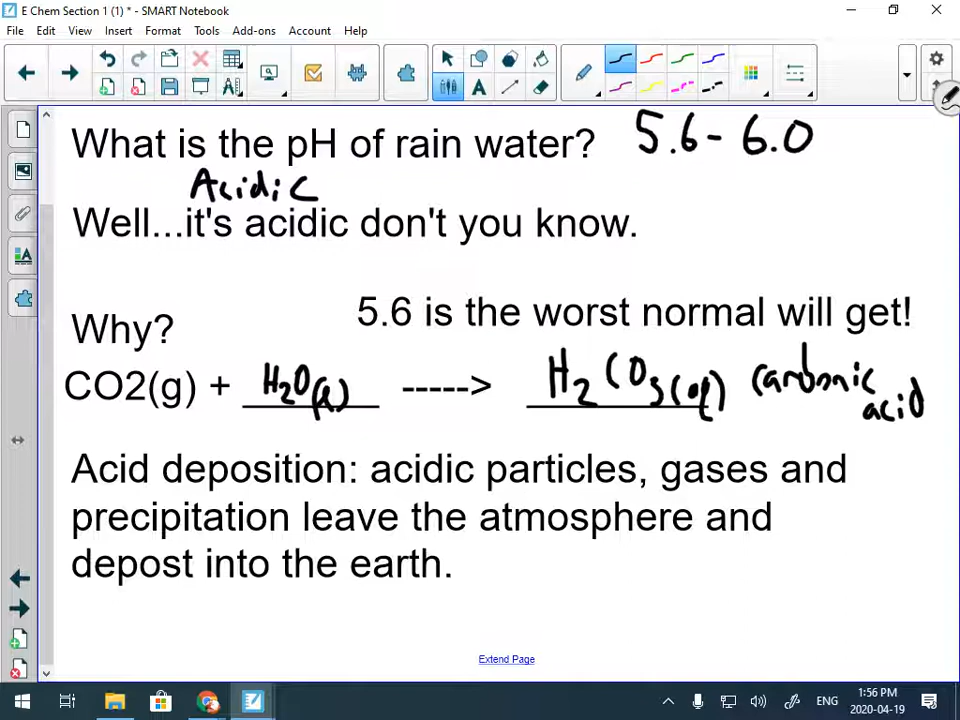 E Chem Section 1 (1) * - SMART Notebook
File Edit View Insert Format Tools Add-ons Account Help
What is the pH of rain water? 5.6 - 6.0
Acidic
Well...it's acidic don't you know.
5.6 is the worst normal will get!
Why?
CO2(g) + H2O(l) -----> H2CO3(aq) carbonic
acid
Acid deposition: acidic particles, gases and
precipitation leave the atmosphere and
depost into the earth.
Extend Page
ENG
1:56 PM
2020-04-19